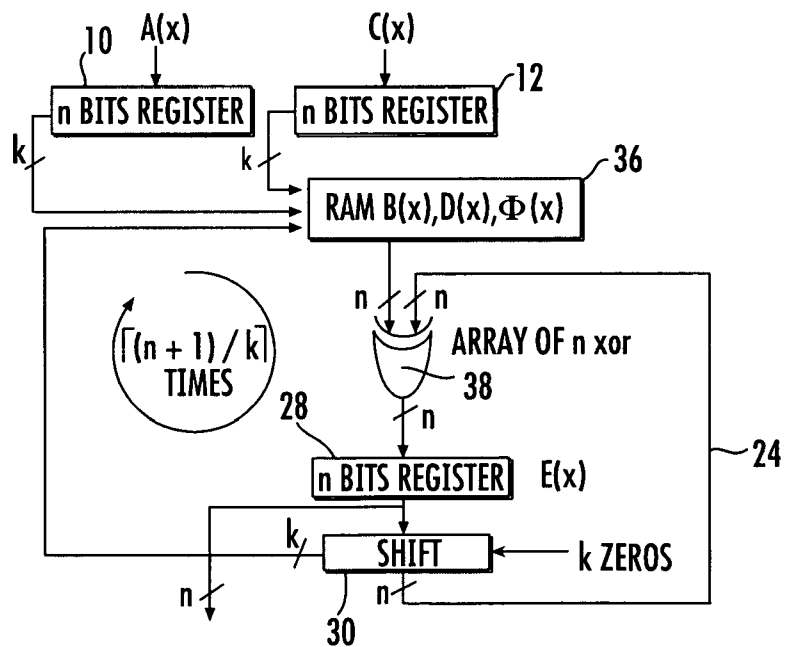 10
A(x)
C(x)
12
n BITS REGISTER
n BITS REGISTER
k
k
36
RAM B(x),D(x),Φ(x)
n
n
⌈(n + 1) / k⌉
TIMES
ARRAY OF n xor
38
n
28
24
n BITS REGISTER
E(x)
k
SHIFT
k ZEROS
n
n
30